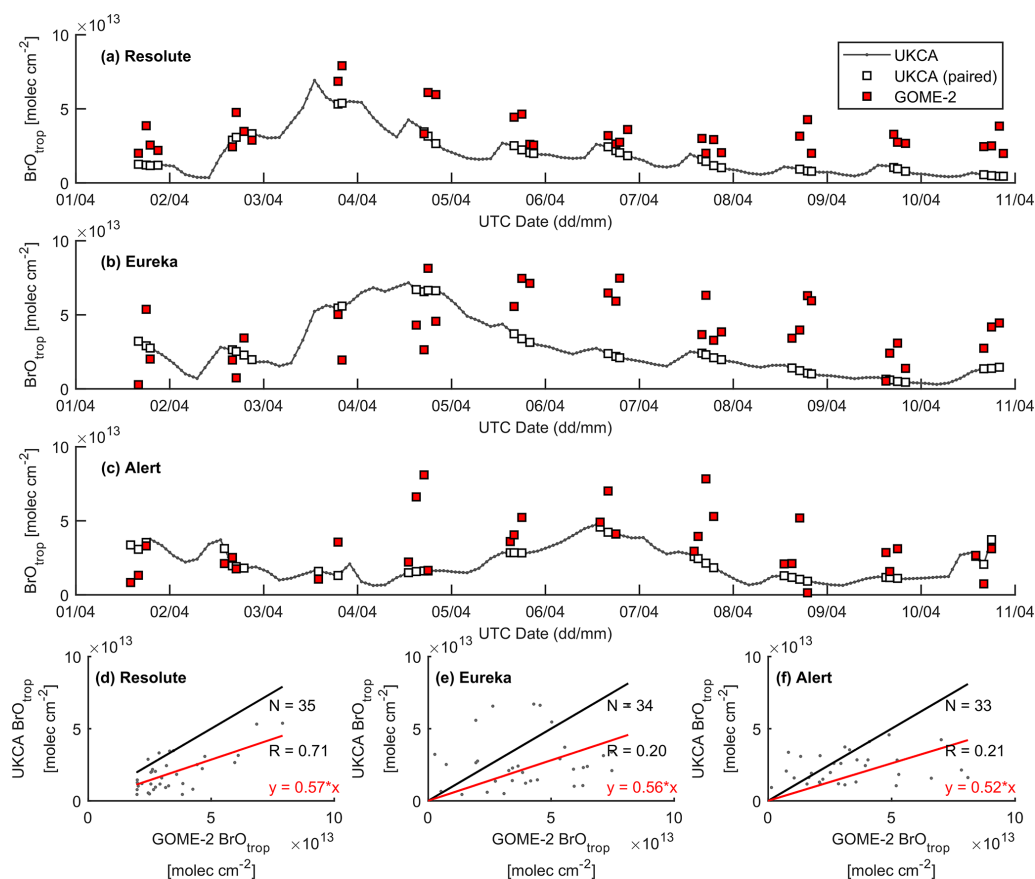 ×10^13
10
(a) Resolute
UKCA
UKCA (paired)
GOME-2
BrO_trop [molec cm^-2]
5
0
01/04 02/04 03/04 04/04 05/04 06/04 07/04 08/04 09/04 10/04 11/04
UTC Date (dd/mm)
×10^13
10
(b) Eureka
BrO_trop [molec cm^-2]
5
0
01/04 02/04 03/04 04/04 05/04 06/04 07/04 08/04 09/04 10/04 11/04
UTC Date (dd/mm)
×10^13
10
(c) Alert
BrO_trop [molec cm^-2]
5
0
01/04 02/04 03/04 04/04 05/04 06/04 07/04 08/04 09/04 10/04 11/04
UTC Date (dd/mm)
×10^13
10
(d) Resolute
N = 35
UKCA BrO_trop
[molec cm^-2]
5
R = 0.71
y = 0.57*x
0
0 5 10
GOME-2 BrO_trop ×10^13
[molec cm^-2]
×10^13
10
(e) Eureka
N = 34
UKCA BrO_trop
[molec cm^-2]
5
R = 0.20
y = 0.56*x
0
0 5 10
GOME-2 BrO_trop ×10^13
[molec cm^-2]
×10^13
10
(f) Alert
N = 33
UKCA BrO_trop
[molec cm^-2]
5
R = 0.21
y = 0.52*x
0
0 5 10
GOME-2 BrO_trop ×10^13
[molec cm^-2]